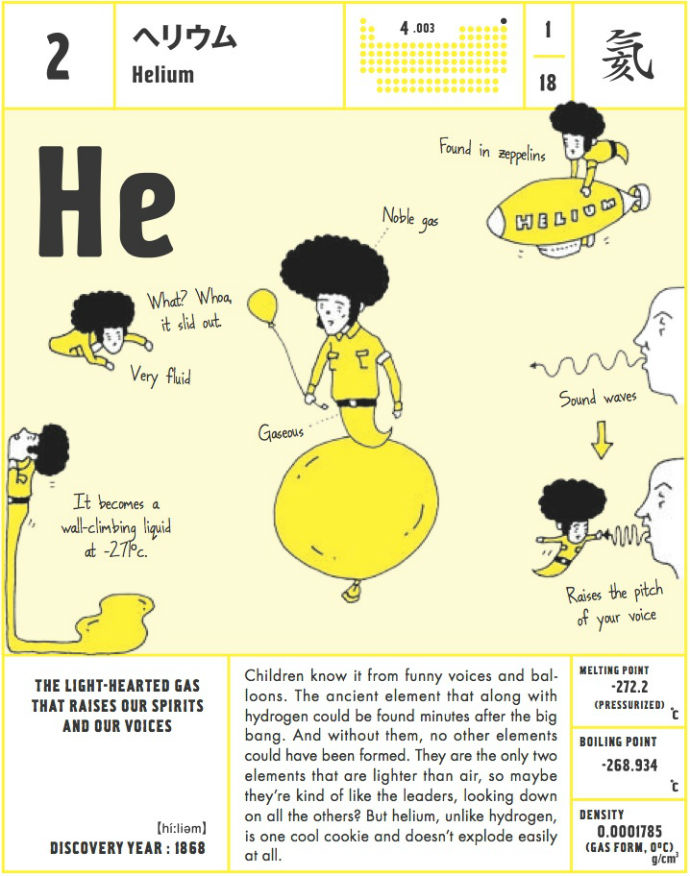 2
ヘリウム
Helium
4.003
1
18
氦
He
Found in zeppelins
HELIUM
Noble gas
What? Whoa,
it slid out.
Very fluid
Sound waves
Gaseous
It becomes a
wall-climbing liquid
at -271°c.
Raises the pitch
of your voice
THE LIGHT-HEARTED GAS
THAT RAISES OUR SPIRITS
AND OUR VOICES
[hí:liəm]
DISCOVERY YEAR : 1868
Children know it from funny voices and bal-
loons. The ancient element that along with
hydrogen could be found minutes after the big
bang. And without them, no other elements
could have been formed. They are the only two
elements that are lighter than air, so maybe
they're kind of like the leaders, looking down
on all the others? But helium, unlike hydrogen,
is one cool cookie and doesn't explode easily
at all.
MELTING POINT
-272.2
(PRESSURIZED) °C
BOILING POINT
-268.934
°C
DENSITY
0.0001785
(GAS FORM, 0°C)
g/cm³